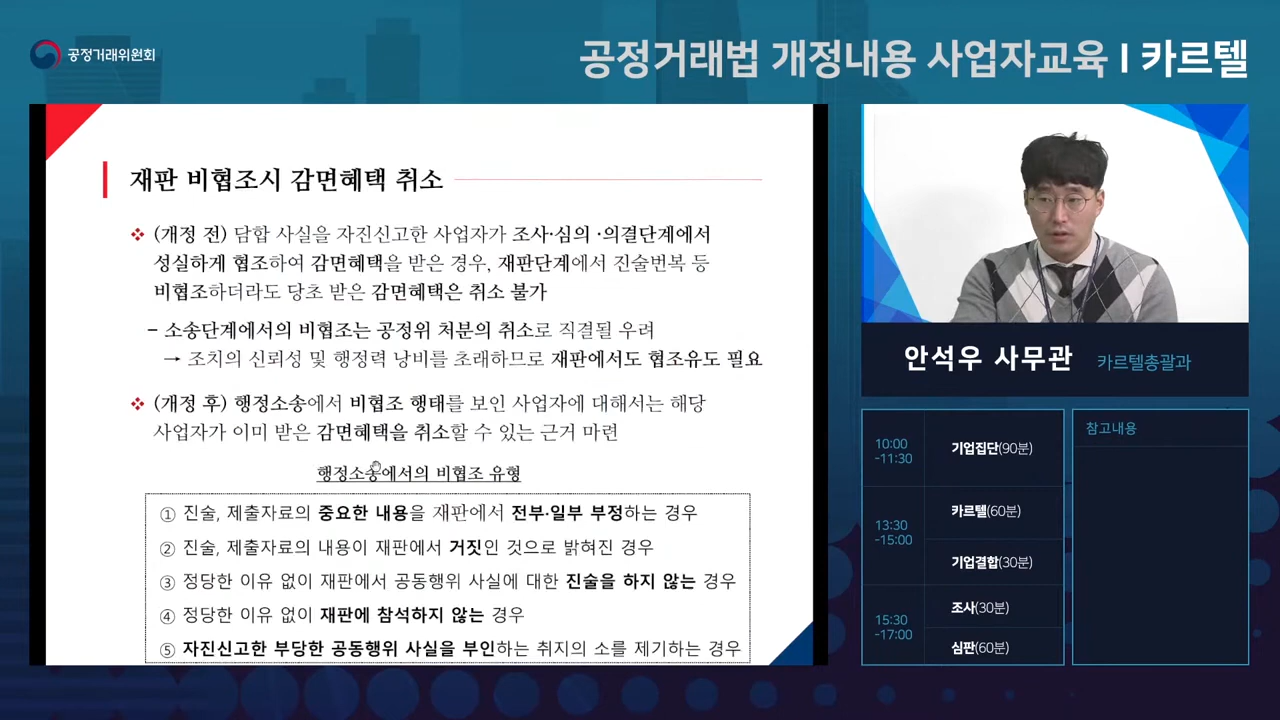 공정거래위원회
공정거래법 개정내용 사업자교육 I 카르텔
재판 비협조시 감면혜택 취소
❖ (개정 전) 담합 사실을 자진신고한 사업자가 조사·심의·의결단계에서
성실하게 협조하여 감면혜택을 받은 경우, 재판단계에서 진술번복 등
비협조하더라도 당초 받은 감면혜택은 취소 불가
– 소송단계에서의 비협조는 공정위 처분의 취소로 직결될 우려
→ 조치의 신뢰성 및 행정력 낭비를 초래하므로 재판에서도 협조유도 필요
❖ (개정 후) 행정소송에서 비협조 행태를 보인 사업자에 대해서는 해당
사업자가 이미 받은 감면혜택을 취소할 수 있는 근거 마련
행정소송에서의 비협조 유형
① 진술, 제출자료의 중요한 내용을 재판에서 전부·일부 부정하는 경우
② 진술, 제출자료의 내용이 재판에서 거짓인 것으로 밝혀진 경우
③ 정당한 이유 없이 재판에서 공동행위 사실에 대한 진술을 하지 않는 경우
④ 정당한 이유 없이 재판에 참석하지 않는 경우
⑤ 자진신고한 부당한 공동행위 사실을 부인하는 취지의 소를 제기하는 경우
안석우 사무관 카르텔총괄과
10:00
-11:30
기업집단(90분)
13:30
-15:00
카르텔(60분)
기업결합(30분)
15:30
-17:00
조사(30분)
심판(60분)
참고내용